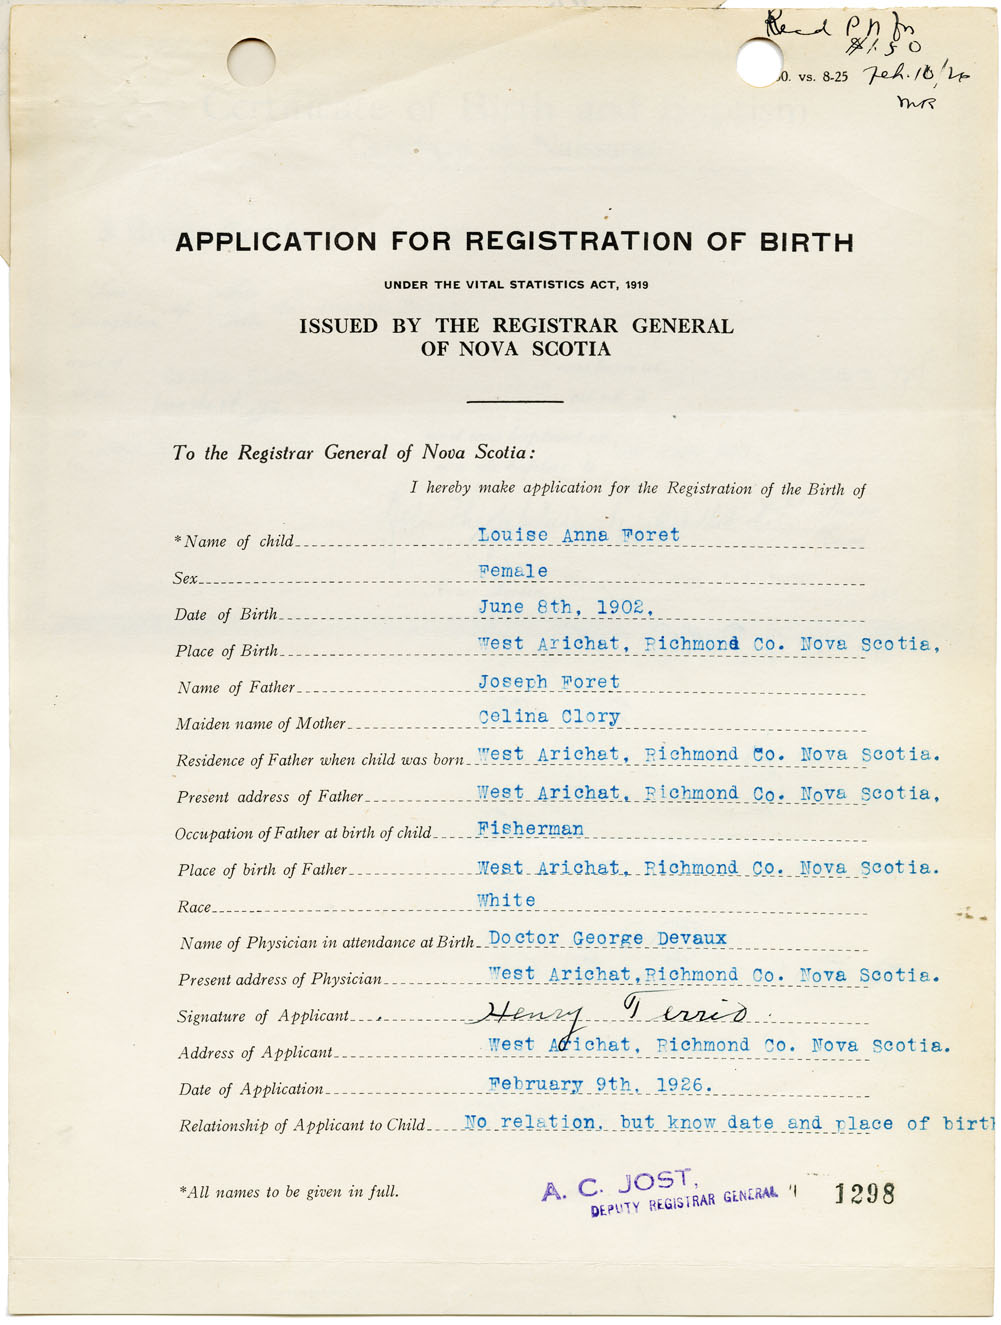 Recd P N for
$1.50
0. vs. 8-25 Feb. 10/26
MR
APPLICATION FOR REGISTRATION OF BIRTH
UNDER THE VITAL STATISTICS ACT, 1919
ISSUED BY THE REGISTRAR GENERAL
OF NOVA SCOTIA
To the Registrar General of Nova Scotia:
I hereby make application for the Registration of the Birth of
*Name of child Louise Anna Foret
Sex Female
Date of Birth June 8th, 1902,
Place of Birth West Arichat, Richmond Co. Nova Scotia,
Name of Father Joseph Foret
Maiden name of Mother Celina Clory
Residence of Father when child was born West Arichat, Richmond Co. Nova Scotia.
Present address of Father West Arichat, Richmond Co. Nova Scotia,
Occupation of Father at birth of child Fisherman
Place of birth of Father West Arichat, Richmond Co. Nova Scotia.
Race White
Name of Physician in attendance at Birth Doctor George Devaux
Present address of Physician West Arichat, Richmond Co. Nova Scotia.
Signature of Applicant Henry Terrio
Address of Applicant West Arichat, Richmond Co. Nova Scotia.
Date of Application February 9th, 1926.
Relationship of Applicant to Child No relation, but know date and place of birth
*All names to be given in full.
A. C. JOST,
DEPUTY REGISTRAR GENERAL
1298